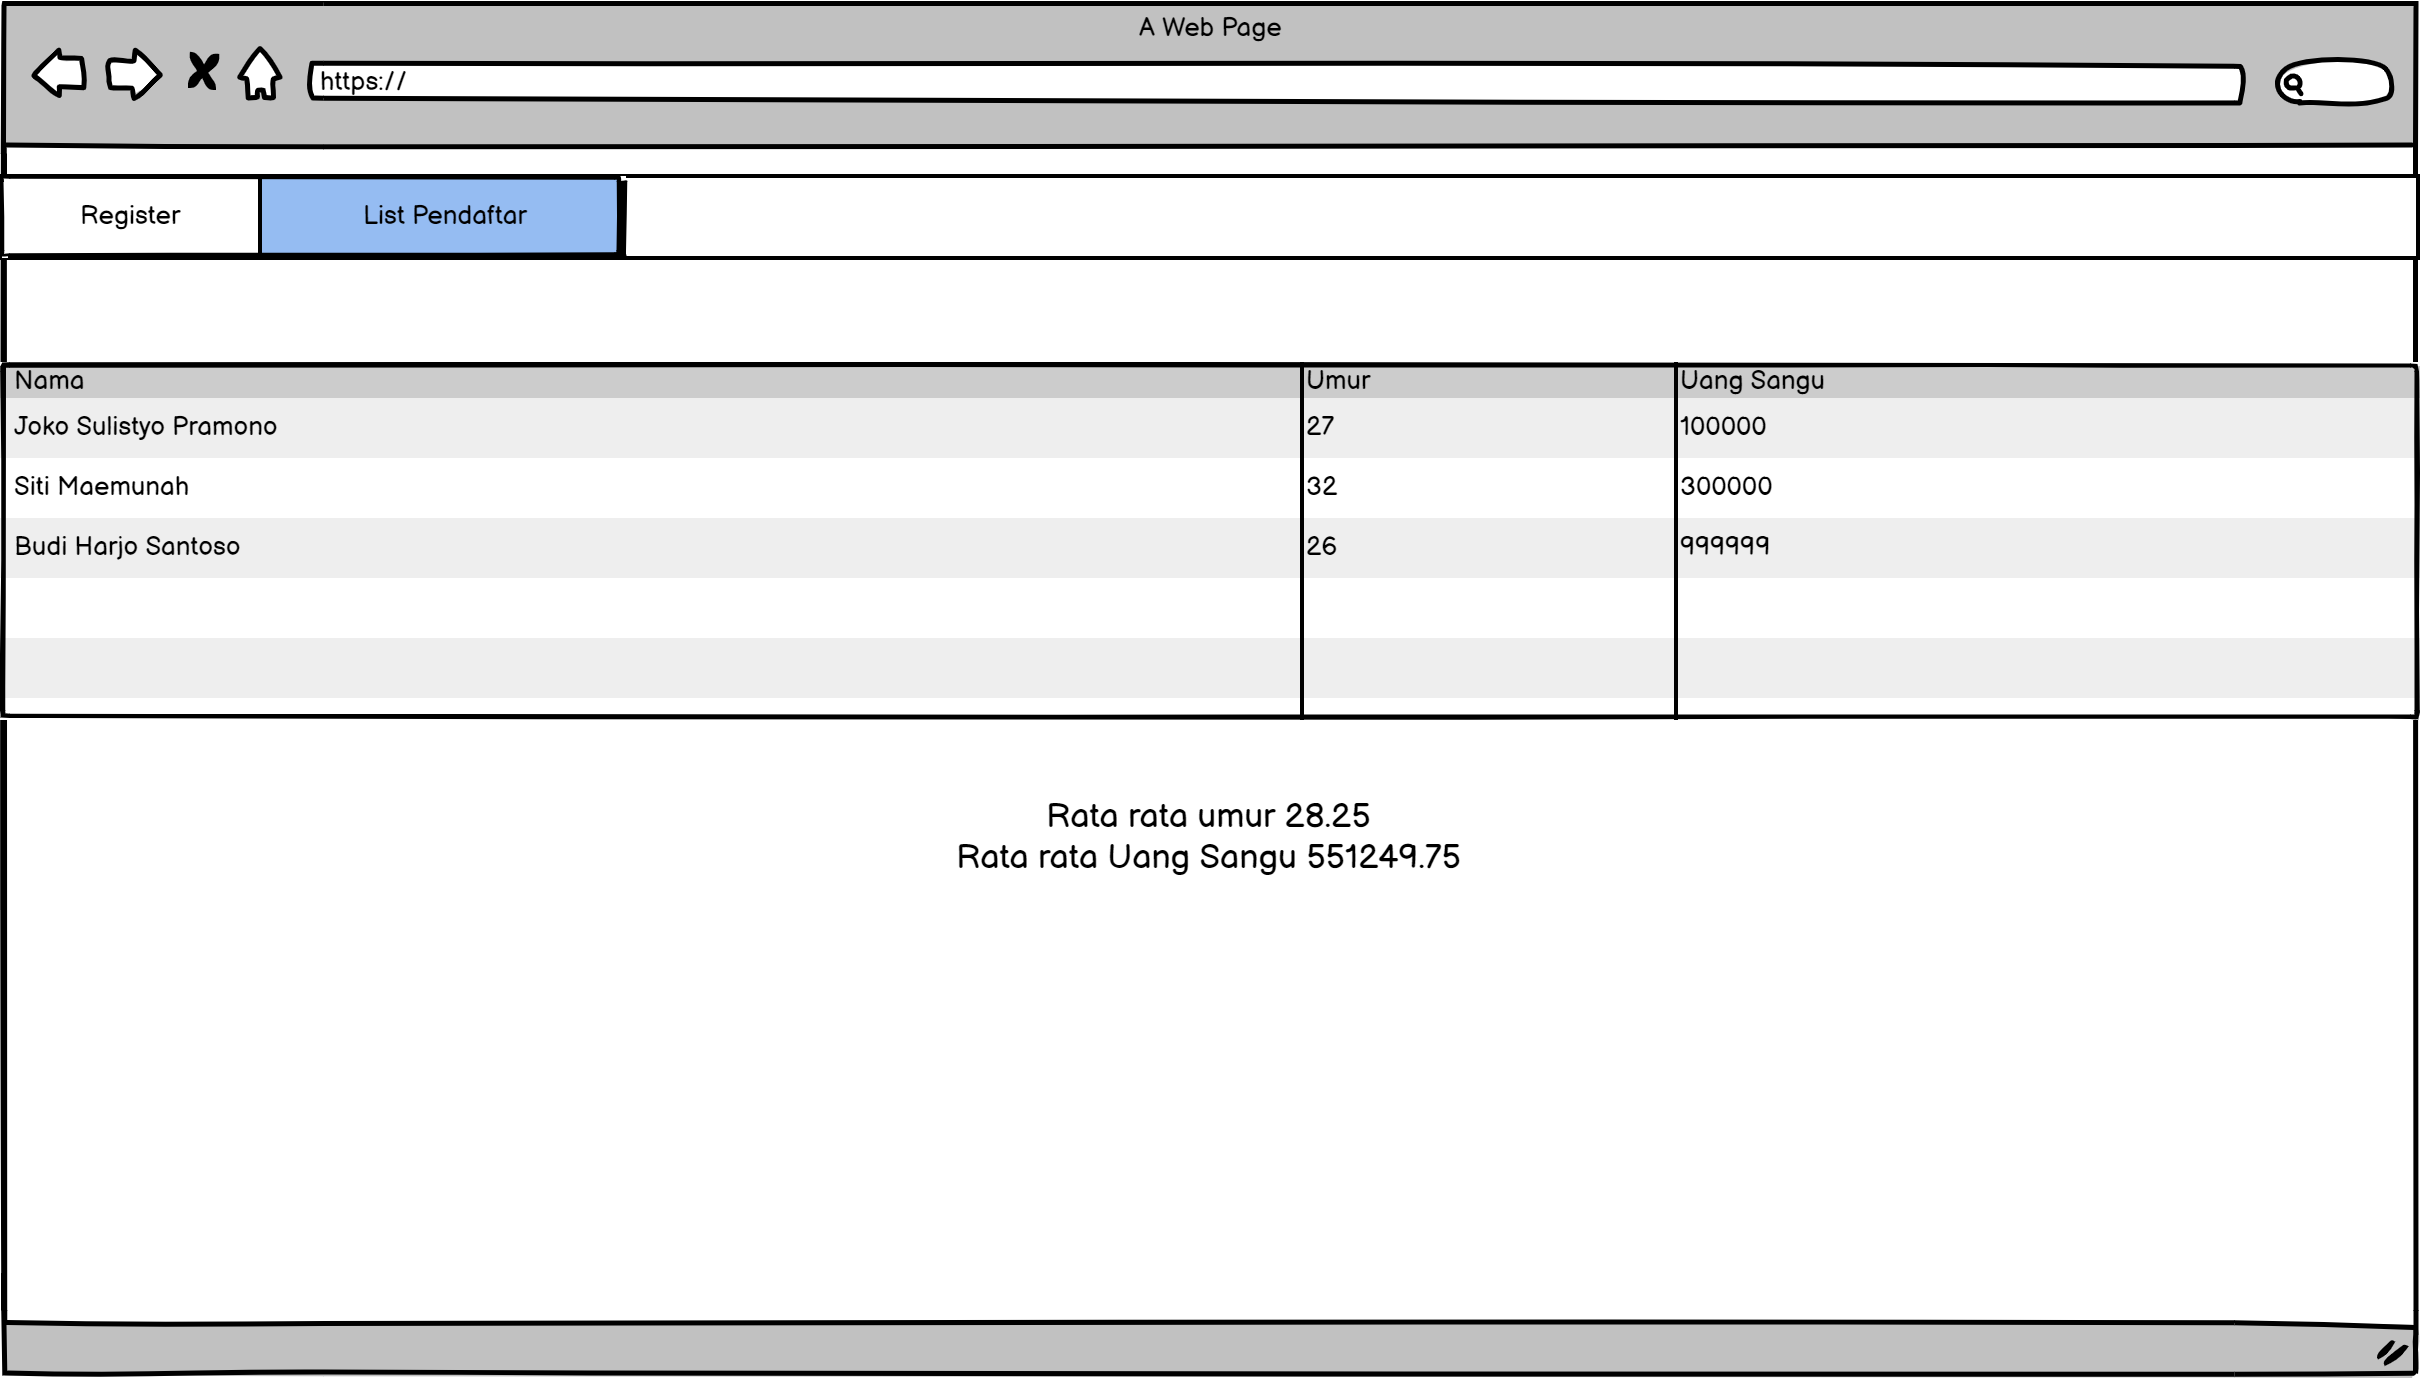 A Web Page
https://
Register List Pendaftar
Nama Umur Uang Sangu
Joko Sulistyo Pramono 27 100000
Siti Maemunah 32 300000
Budi Harjo Santoso 26 999999
Rata rata umur 28.25
Rata rata Uang Sangu 551249.75